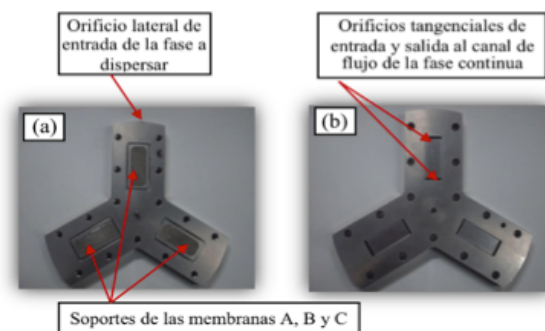 Orificio lateral de
entrada de la fase a
dispersar
Orificios tangenciales de
entrada y salida al canal de
flujo de la fase continua
(a)
(b)
Soportes de las membranas A, B y C